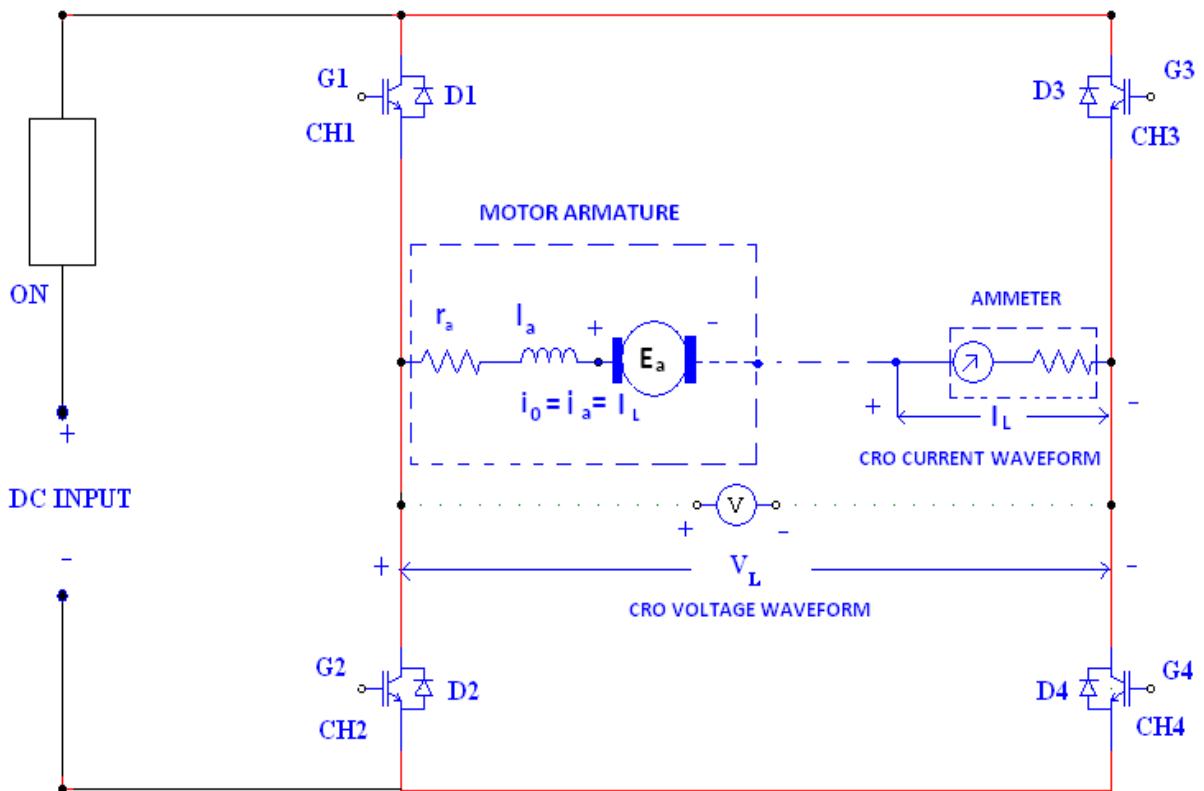 G1
D1
CH1
D3
G3
CH3
MOTOR ARMATURE
ON
AMMETER
ra
la
+
-
Ea
i0 = ia = IL
+
IL
-
CRO CURRENT WAVEFORM
+
DC INPUT
-
+
V
-
+
VL
-
CRO VOLTAGE WAVEFORM
G2
D2
CH2
D4
G4
CH4